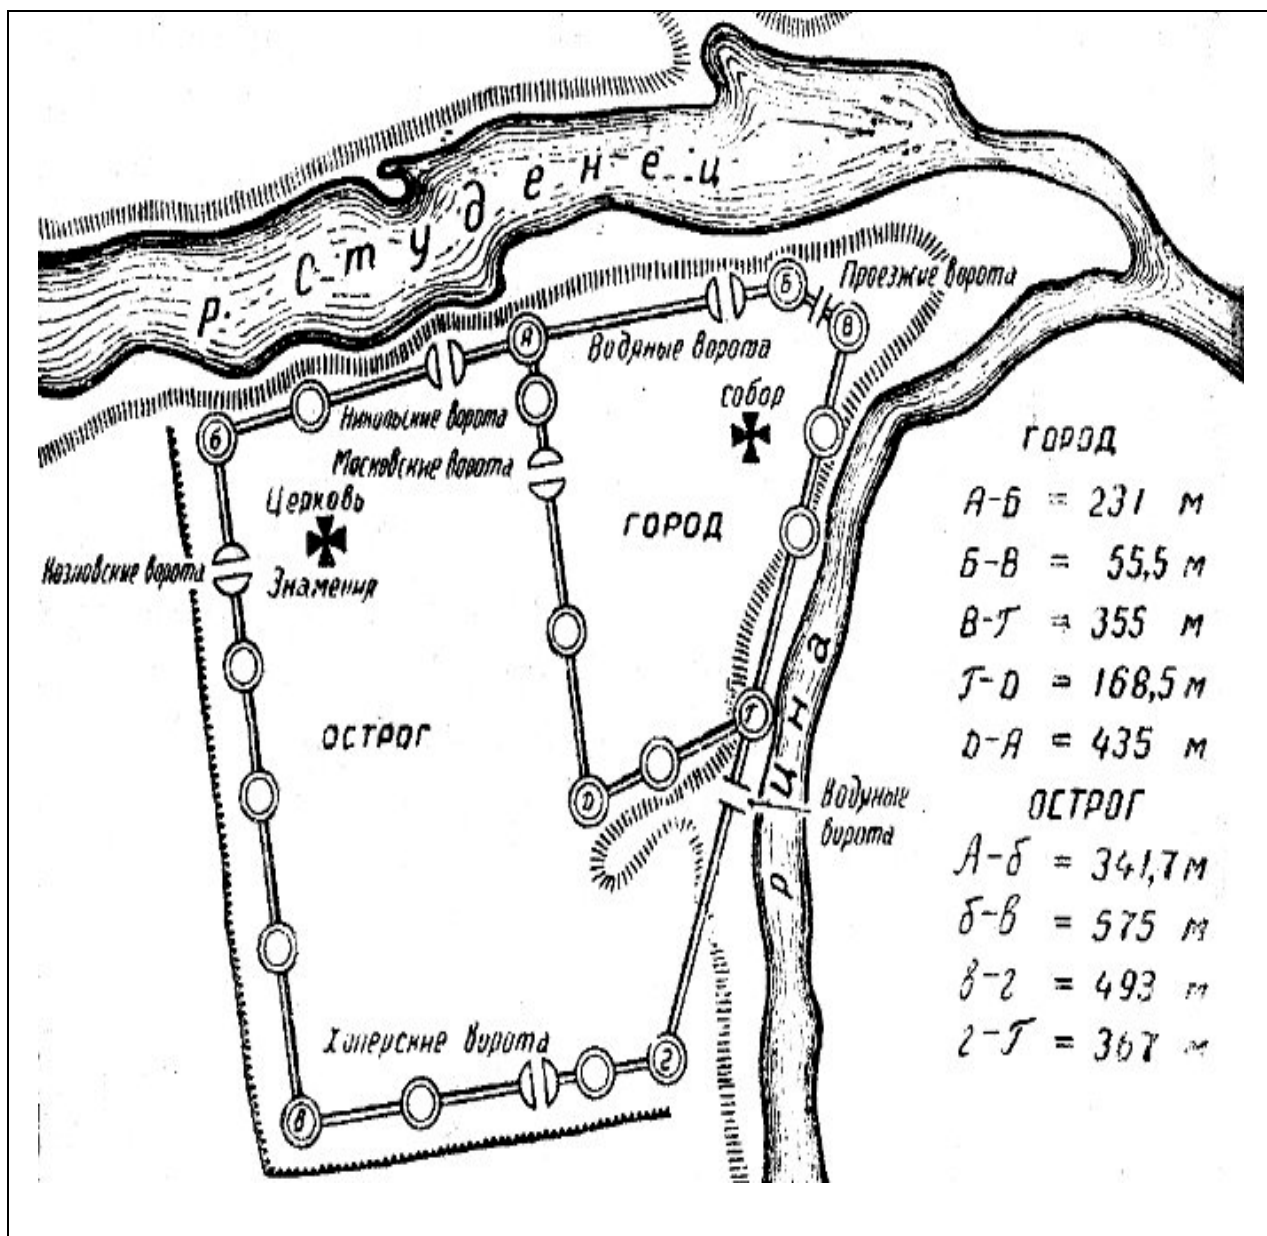 р. Студенец
Б
Проезжие ворота
В
А
Водяные ворота
собор
б
Никольские ворота
Московские ворота
ГОРОД
Церковь
Знамения
Козловские ворота
ОСТРОГ
Г
D
Водяные
ворота
р. Цна
Хоперские ворота
г
в
ГОРОД
А-Б = 231 м
Б-В = 55,5 м
В-Г = 355 м
Г-D = 168,5 м
D-А = 435 м
ОСТРОГ
А-б = 341,7 м
б-в = 575 м
в-г = 493 м
г-Г = 367 м